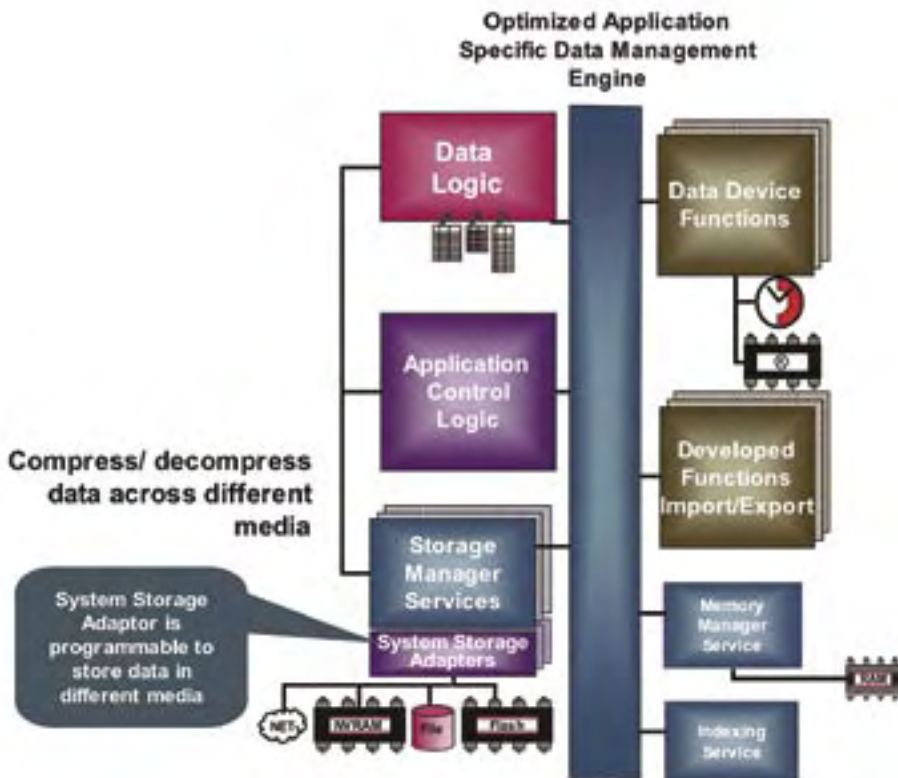 Optimized Application
Specific Data Management
Engine
Data
Logic
Data Device
Functions
Application
Control
Logic
®
Developed
Functions
Import/Export
Compress/ decompress
data across different
media
Storage
Manager
Services
System Storage
Adapters
System Storage
Adaptor is
programmable to
store data in
different media
Memory
Manager
Service
RAM
NET
NVRAM
File
Flash
Indexing
Service